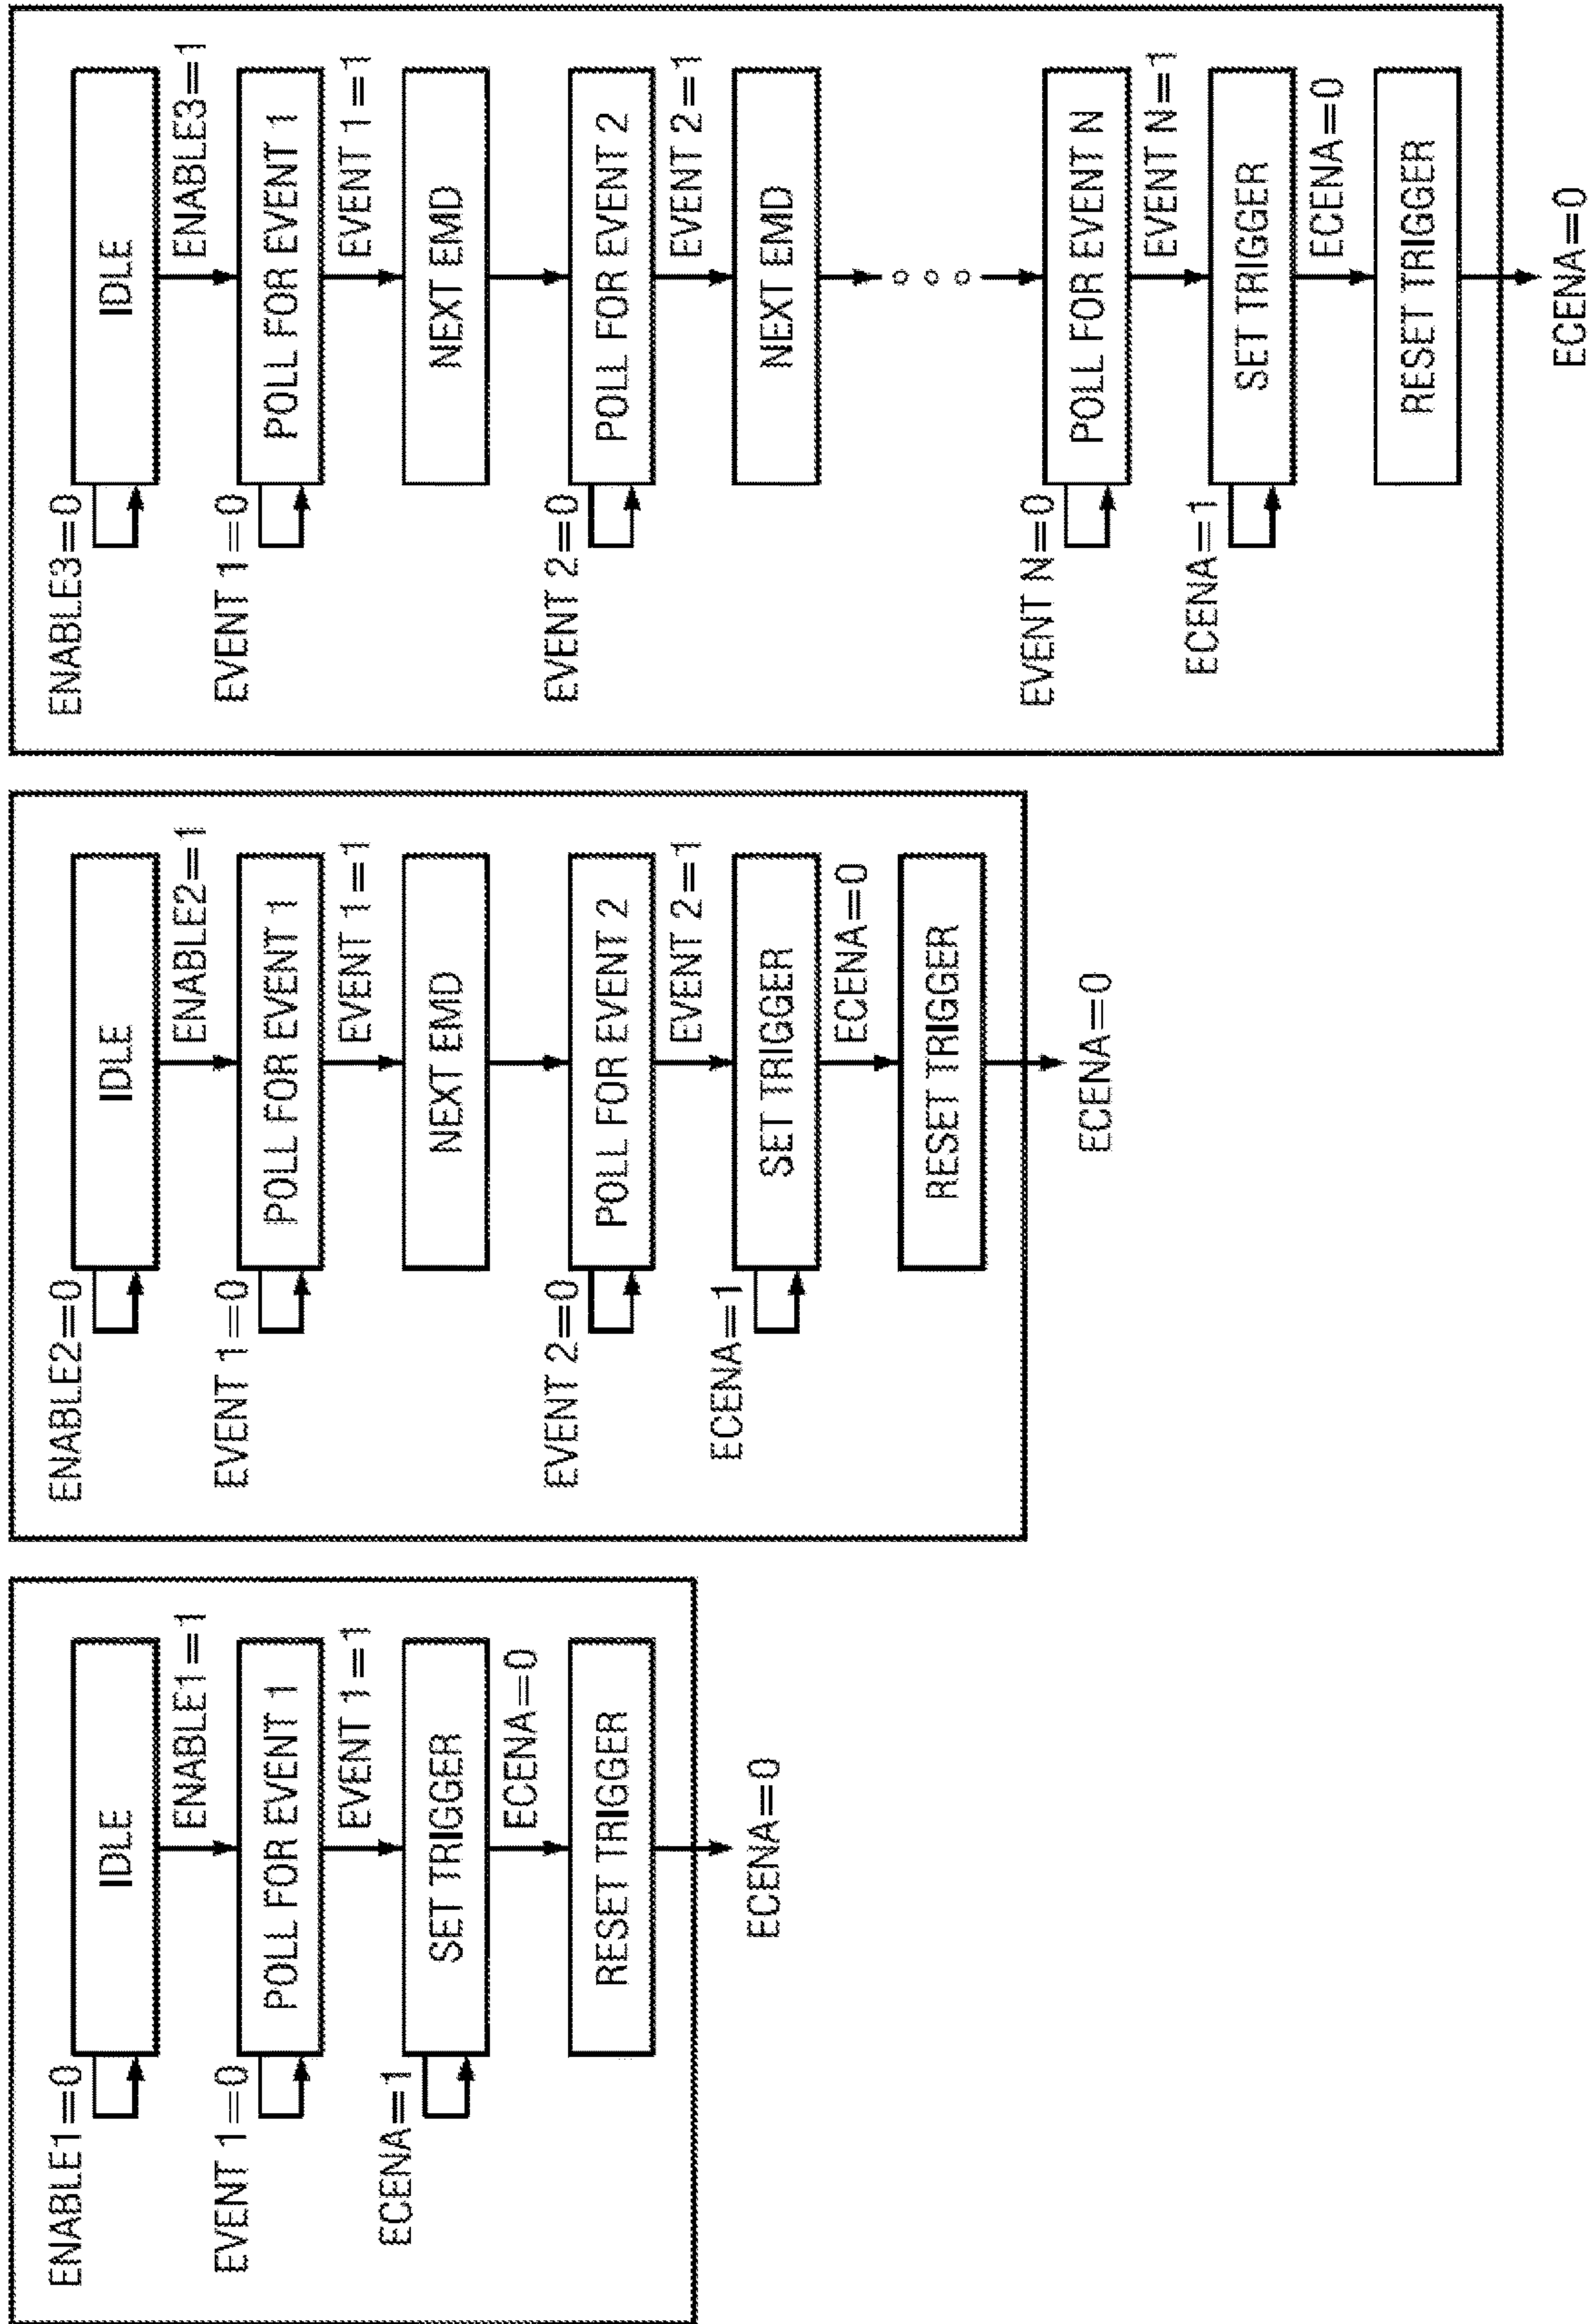 ENABLE1=0
IDLE
ENABLE1=1
EVENT 1=0
POLL FOR EVENT 1
EVENT 1=1
ECENA=1
SET TRIGGER
ECENA=0
RESET TRIGGER
ECENA=0
ENABLE2=0
IDLE
ENABLE2=1
EVENT 1=0
POLL FOR EVENT 1
EVENT 1=1
NEXT EMD
EVENT 2=0
POLL FOR EVENT 2
EVENT 2=1
ECENA=1
SET TRIGGER
ECENA=0
RESET TRIGGER
ECENA=0
ENABLE3=0
IDLE
ENABLE3=1
EVENT 1=0
POLL FOR EVENT 1
EVENT 1=1
NEXT EMD
EVENT 2=0
POLL FOR EVENT 2
EVENT 2=1
NEXT EMD
EVENT N=0
POLL FOR EVENT N
EVENT N=1
ECENA=1
SET TRIGGER
ECENA=0
RESET TRIGGER
ECENA=0